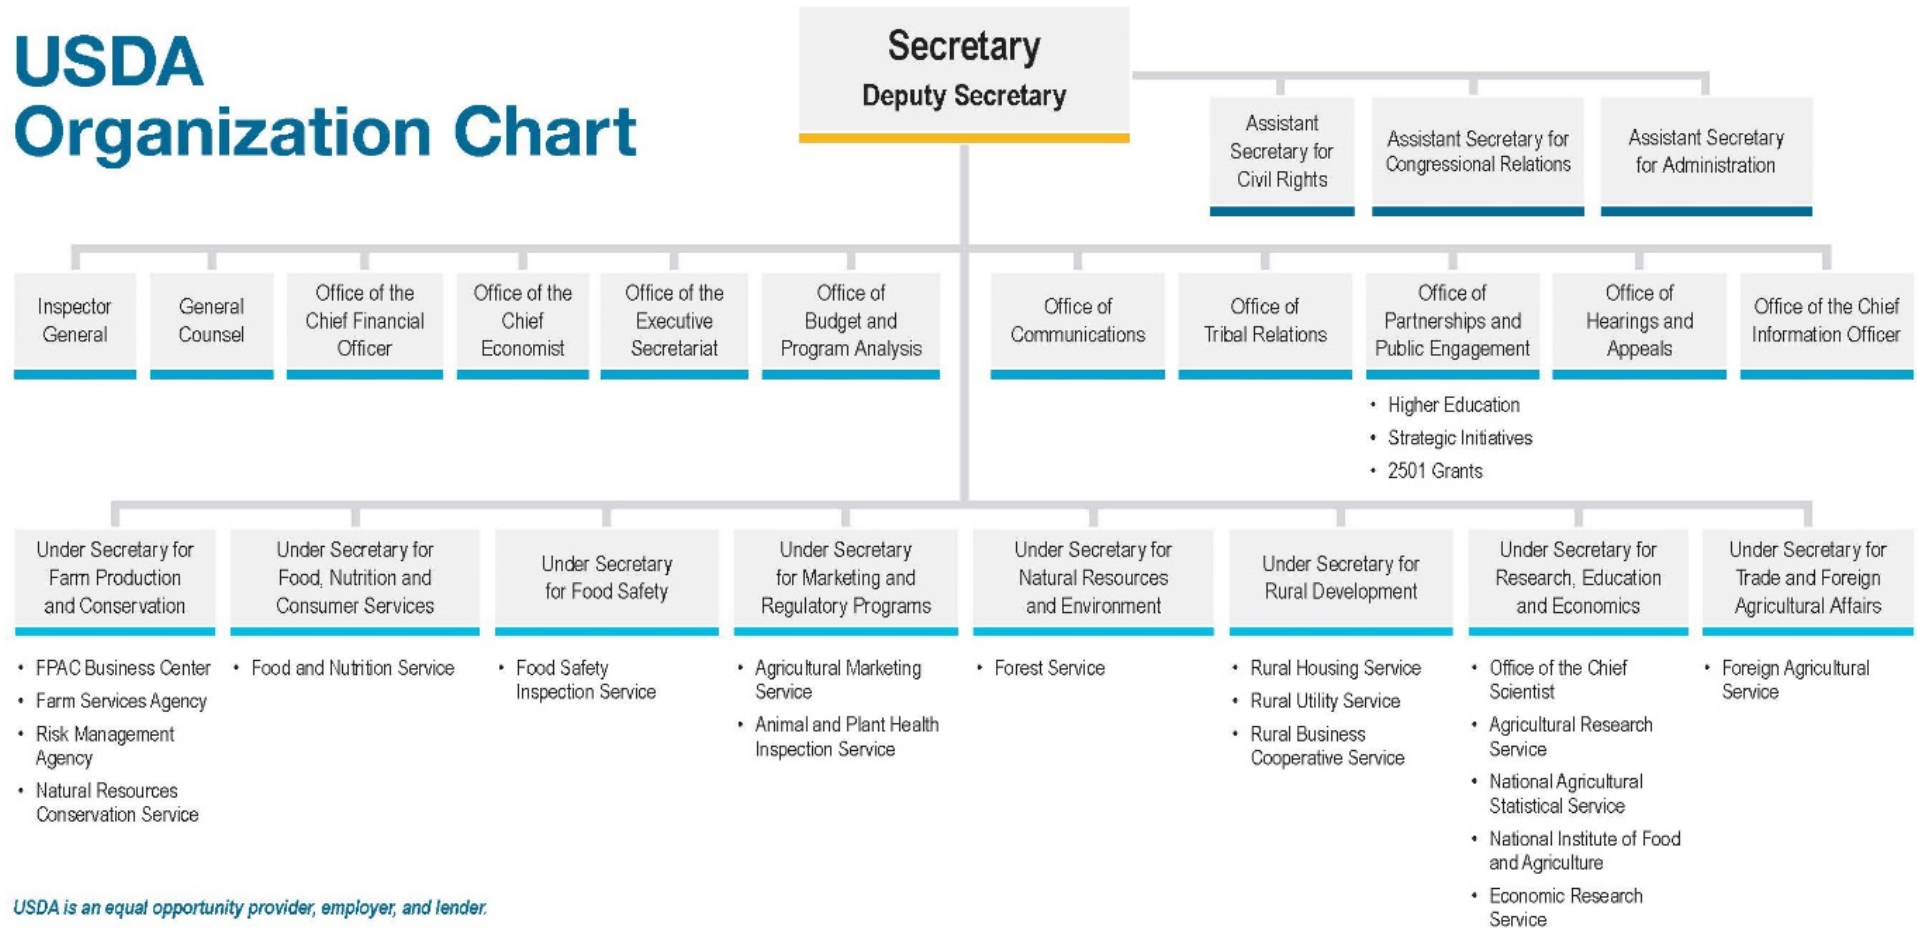 USDA
Organization Chart
Secretary
Deputy Secretary
Assistant
Secretary for
Civil Rights
Assistant Secretary for
Congressional Relations
Assistant Secretary
for Administration
Inspector
General
General
Counsel
Office of the
Chief Financial
Officer
Office of the
Chief
Economist
Office of the
Executive
Secretariat
Office of
Budget and
Program Analysis
Office of
Communications
Office of
Tribal Relations
Office of
Partnerships and
Public Engagement
• Higher Education
• Strategic Initiatives
• 2501 Grants
Office of
Hearings and
Appeals
Office of the Chief
Information Officer
Under Secretary for
Farm Production
and Conservation
• FPAC Business Center
• Farm Services Agency
• Risk Management
Agency
• Natural Resources
Conservation Service
Under Secretary for
Food, Nutrition and
Consumer Services
• Food and Nutrition Service
Under Secretary
for Food Safety
• Food Safety
Inspection Service
Under Secretary
for Marketing and
Regulatory Programs
• Agricultural Marketing
Service
• Animal and Plant Health
Inspection Service
Under Secretary for
Natural Resources
and Environment
• Forest Service
Under Secretary for
Rural Development
• Rural Housing Service
• Rural Utility Service
• Rural Business
Cooperative Service
Under Secretary for
Research, Education
and Economics
• Office of the Chief
Scientist
• Agricultural Research
Service
• National Agricultural
Statistical Service
• National Institute of Food
and Agriculture
• Economic Research
Service
Under Secretary for
Trade and Foreign
Agricultural Affairs
• Foreign Agricultural
Service
USDA is an equal opportunity provider, employer, and lender.